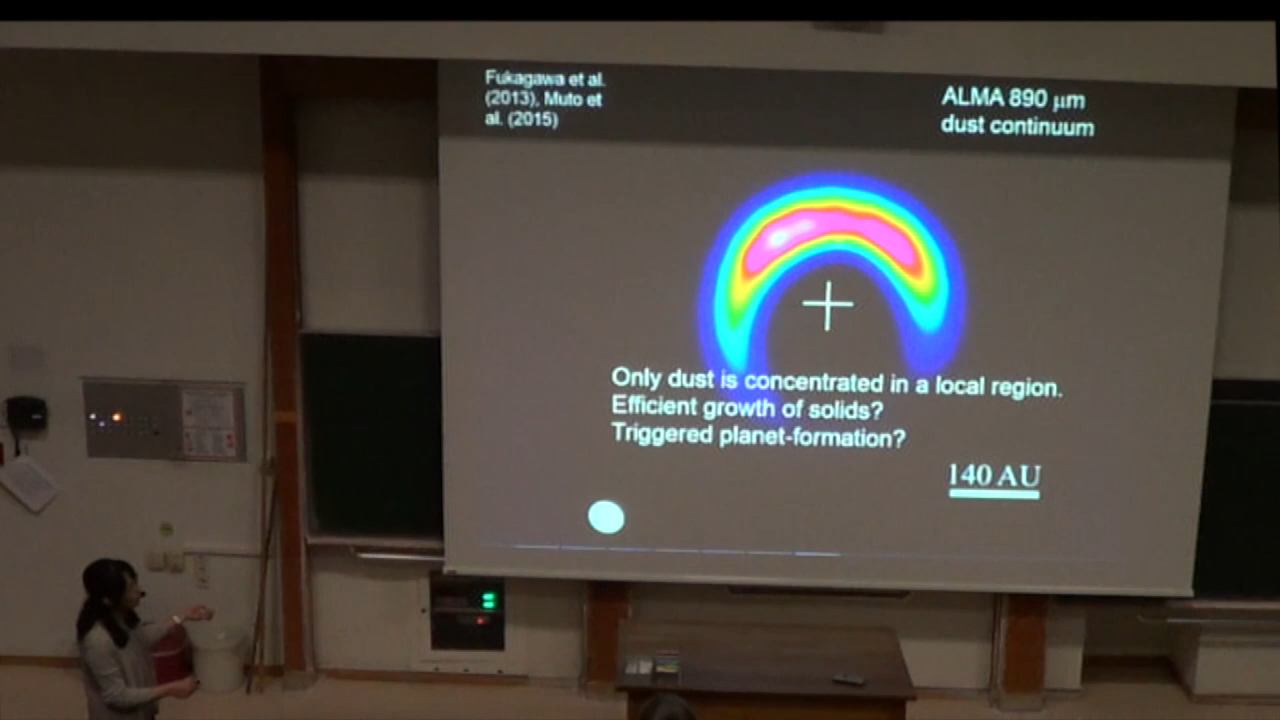 Fukagawa et al.
(2013), Muto et
al. (2015)
ALMA 890 μm
dust continuum
Only dust is concentrated in a local region.
Efficient growth of solids?
Triggered planet-formation?
140 AU